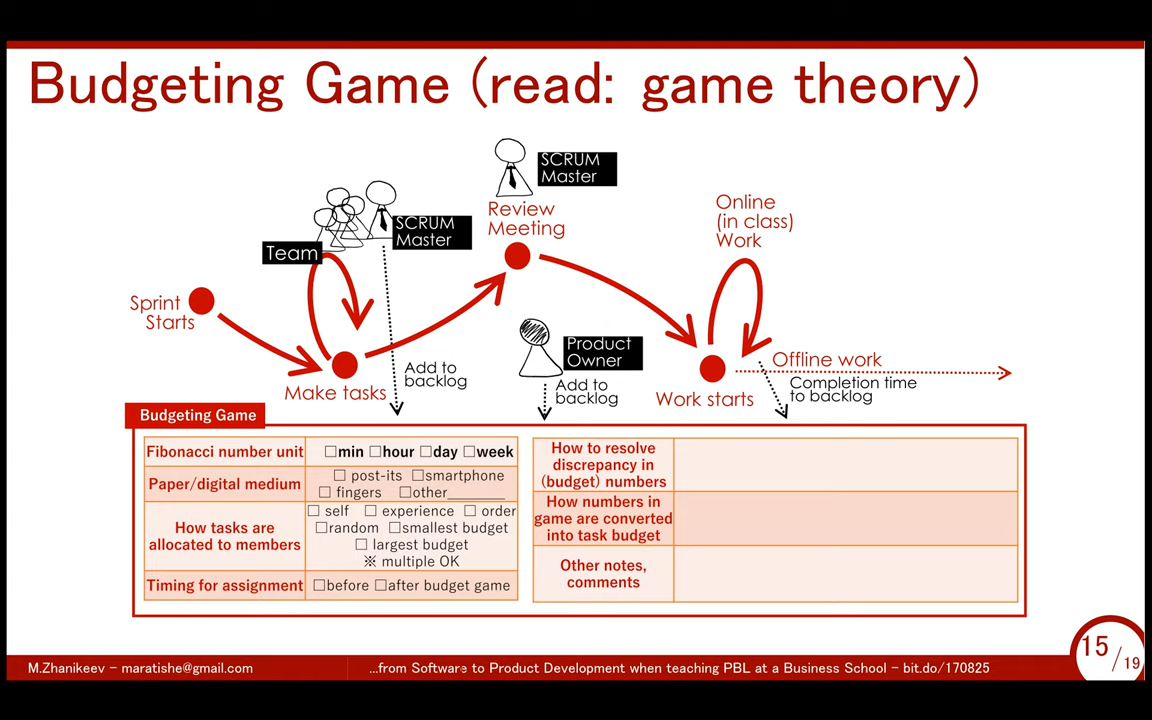 Budgeting Game (read: game theory)
SCRUM
Master
Review
Meeting
SCRUM
Master
Team
Online
(in class)
Work
Sprint
Starts
Make tasks
Add to
backlog
Product
Owner
Add to
backlog
Work starts
Offline work
Completion time
to backlog
Budgeting Game
Fibonacci number unit
☐min ☐hour ☐day ☐week
Paper/digital medium
☐ post-its ☐smartphone
☐ fingers ☐other_______
How tasks are
allocated to members
☐ self ☐ experience ☐ order
☐random ☐smallest budget
☐ largest budget
※ multiple OK
Timing for assignment
☐before ☐after budget game
How to resolve
discrepancy in
(budget) numbers
How numbers in
game are converted
into task budget
Other notes,
comments
M.Zhanikeev – maratishe@gmail.com
...from Software to Product Development when teaching PBL at a Business School – bit.do/170825
15/19